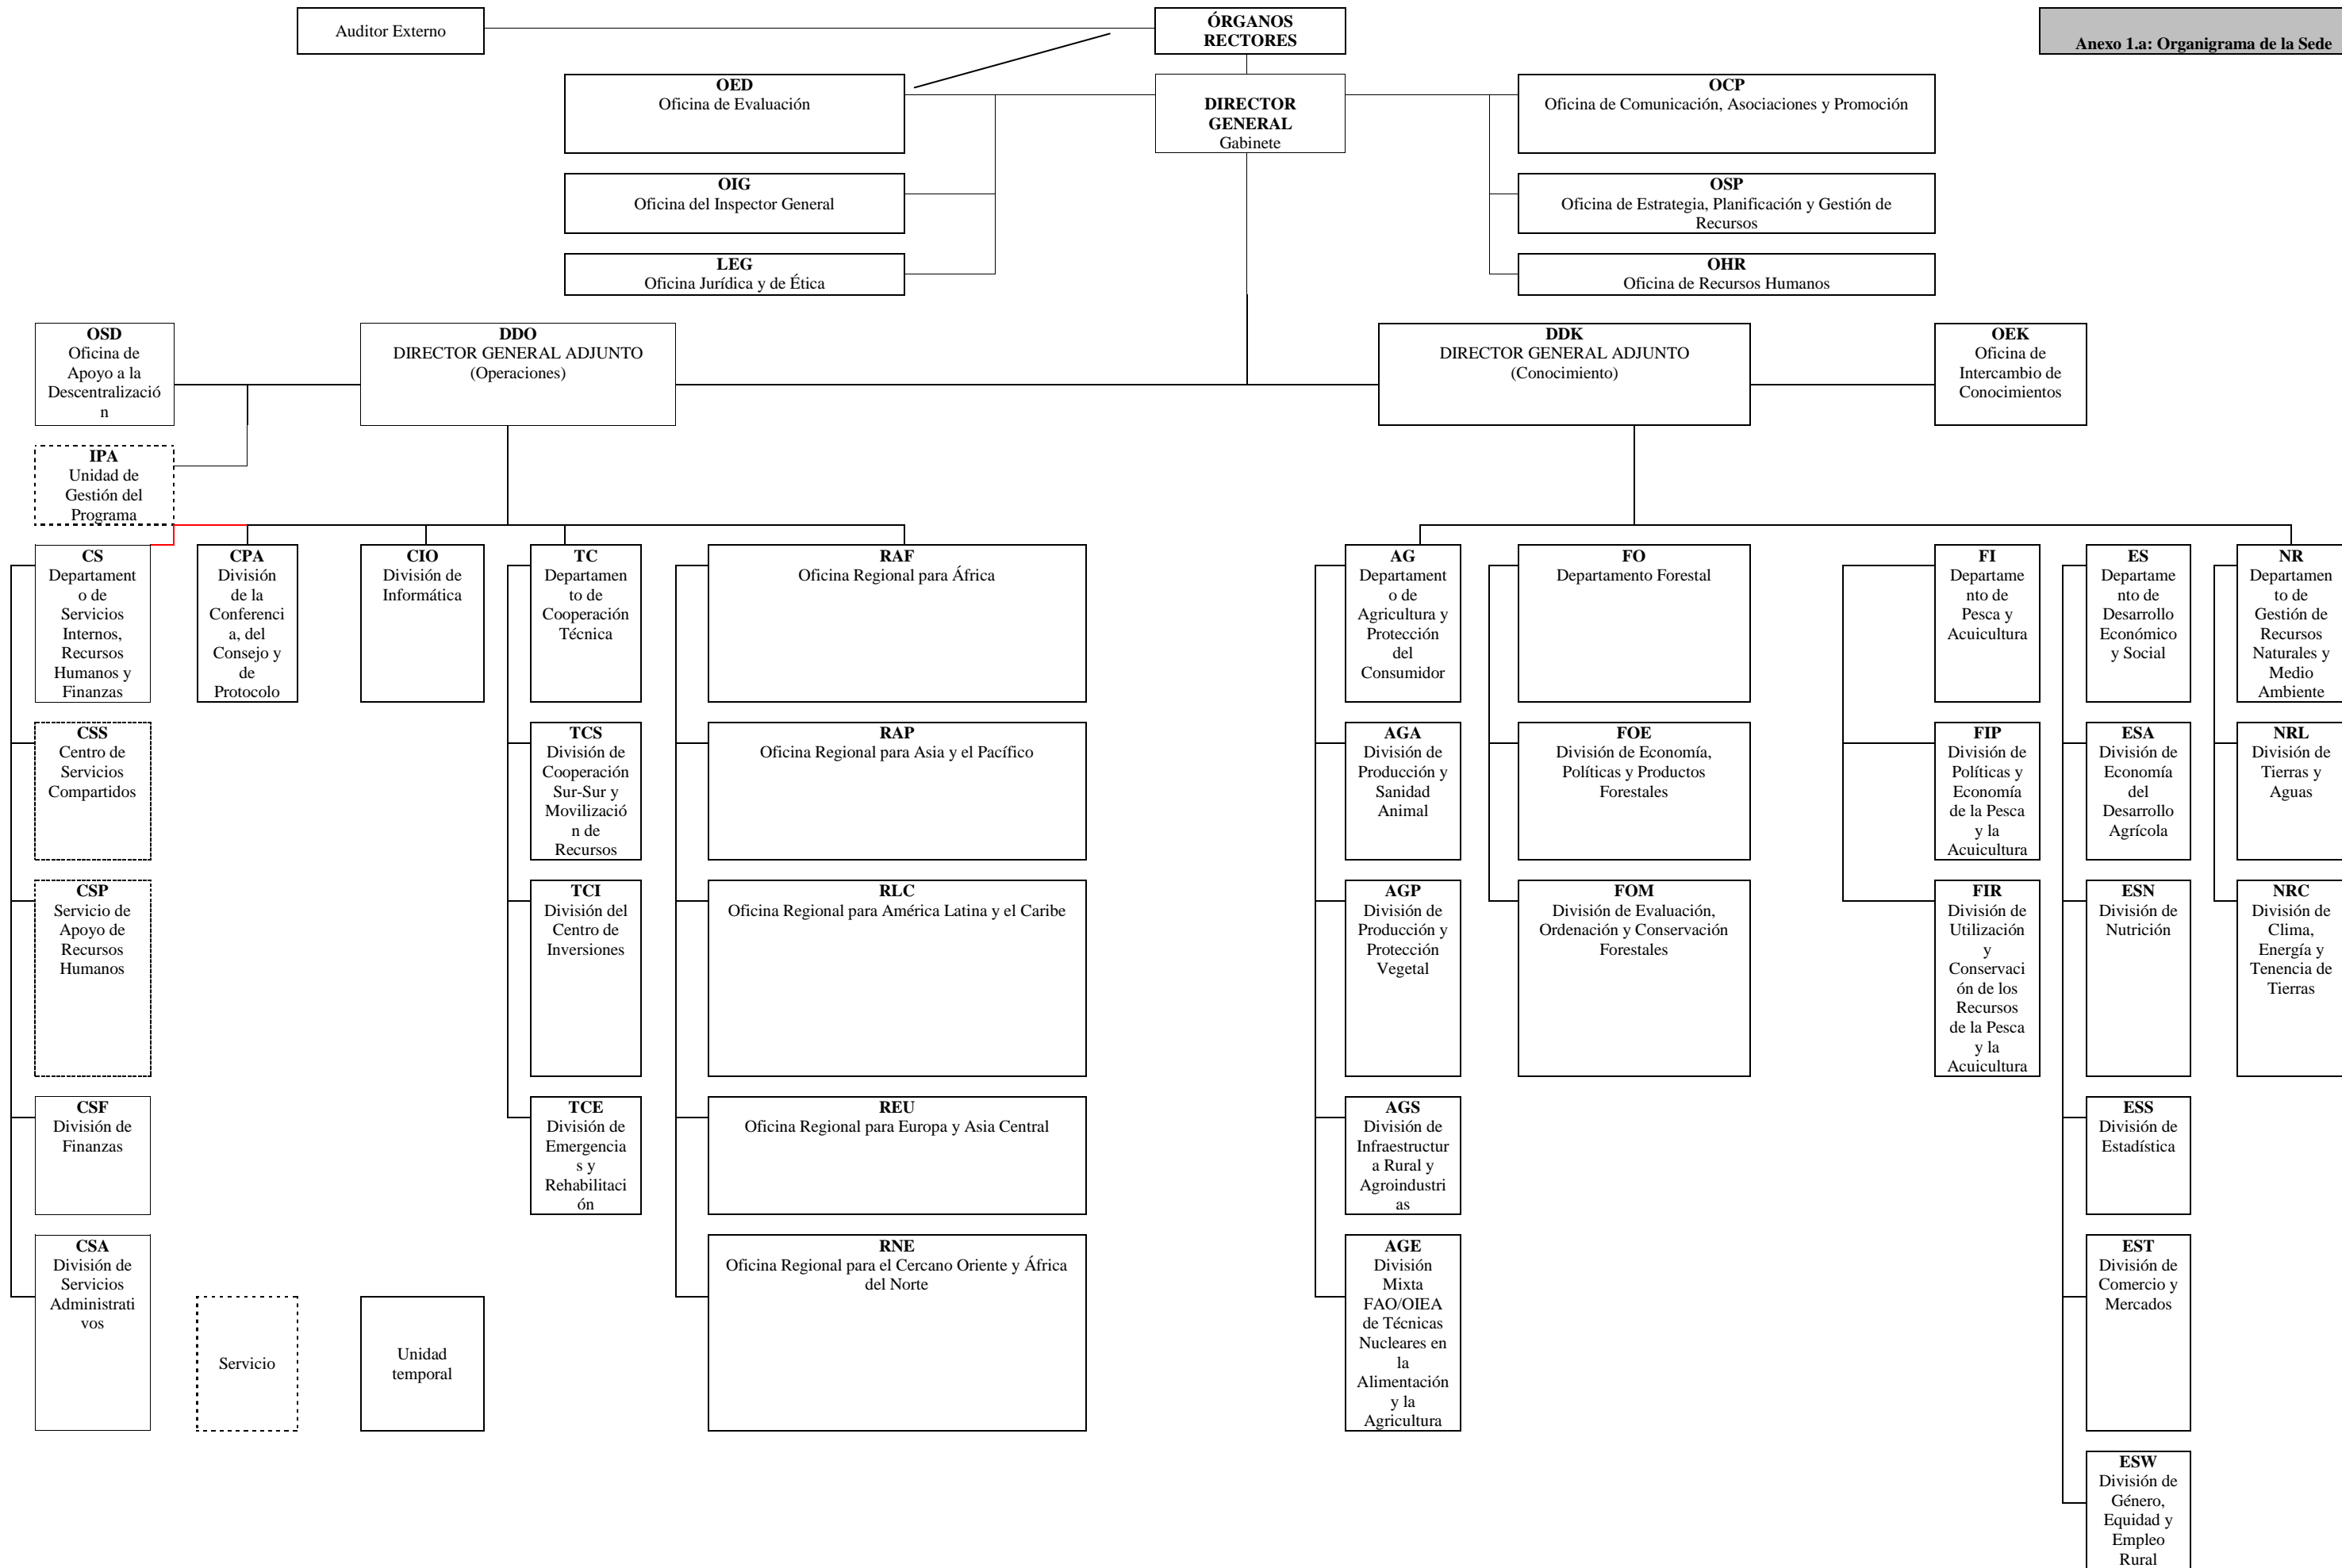 Auditor Externo
ÓRGANOS
RECTORES
Anexo 1.a: Organigrama de la Sede
OED
Oficina de Evaluación
DIRECTOR
GENERAL
Gabinete
OCP
Oficina de Comunicación, Asociaciones y Promoción
OIG
Oficina del Inspector General
OSP
Oficina de Estrategia, Planificación y Gestión de
Recursos
LEG
Oficina Jurídica y de Ética
OHR
Oficina de Recursos Humanos
OSD
Oficina de
Apoyo a la
Descentralizació
n
DDO
DIRECTOR GENERAL ADJUNTO
(Operaciones)
DDK
DIRECTOR GENERAL ADJUNTO
(Conocimiento)
OEK
Oficina de
Intercambio de
Conocimientos
IPA
Unidad de
Gestión del
Programa
CS
Departament
o de
Servicios
Internos,
Recursos
Humanos y
Finanzas
CPA
División
de la
Conferenci
a, del
Consejo y
de
Protocolo
CIO
División de
Informática
TC
Departamen
to de
Cooperación
Técnica
RAF
Oficina Regional para África
AG
Departament
o de
Agricultura y
Protección
del
Consumidor
FO
Departamento Forestal
FI
Departame
nto de
Pesca y
Acuicultura
ES
Departame
nto de
Desarrollo
Económico
y Social
NR
Departamen
to de
Gestión de
Recursos
Naturales y
Medio
Ambiente
CSS
Centro de
Servicios
Compartidos
TCS
División de
Cooperación
Sur-Sur y
Movilizació
n de
Recursos
RAP
Oficina Regional para Asia y el Pacífico
AGA
División de
Producción y
Sanidad
Animal
FOE
División de Economía,
Políticas y Productos
Forestales
FIP
División de
Políticas y
Economía
de la Pesca
y la
Acuicultura
ESA
División de
Economía
del
Desarrollo
Agrícola
NRL
División de
Tierras y
Aguas
CSP
Servicio de
Apoyo de
Recursos
Humanos
TCI
División del
Centro de
Inversiones
RLC
Oficina Regional para América Latina y el Caribe
AGP
División de
Producción y
Protección
Vegetal
FOM
División de Evaluación,
Ordenación y Conservación
Forestales
FIR
División de
Utilización
y
Conservaci
ón de los
Recursos
de la Pesca
y la
Acuicultura
ESN
División de
Nutrición
NRC
División de
Clima,
Energía y
Tenencia de
Tierras
CSF
División de
Finanzas
TCE
División de
Emergencia
s y
Rehabilitaci
ón
REU
Oficina Regional para Europa y Asia Central
AGS
División de
Infraestructur
a Rural y
Agroindustri
as
ESS
División de
Estadística
CSA
División de
Servicios
Administrati
vos
Servicio
Unidad
temporal
RNE
Oficina Regional para el Cercano Oriente y África
del Norte
AGE
División
Mixta
FAO/OIEA
de Técnicas
Nucleares en
la
Alimentación
y la
Agricultura
EST
División de
Comercio y
Mercados
ESW
División de
Género,
Equidad y
Empleo
Rural